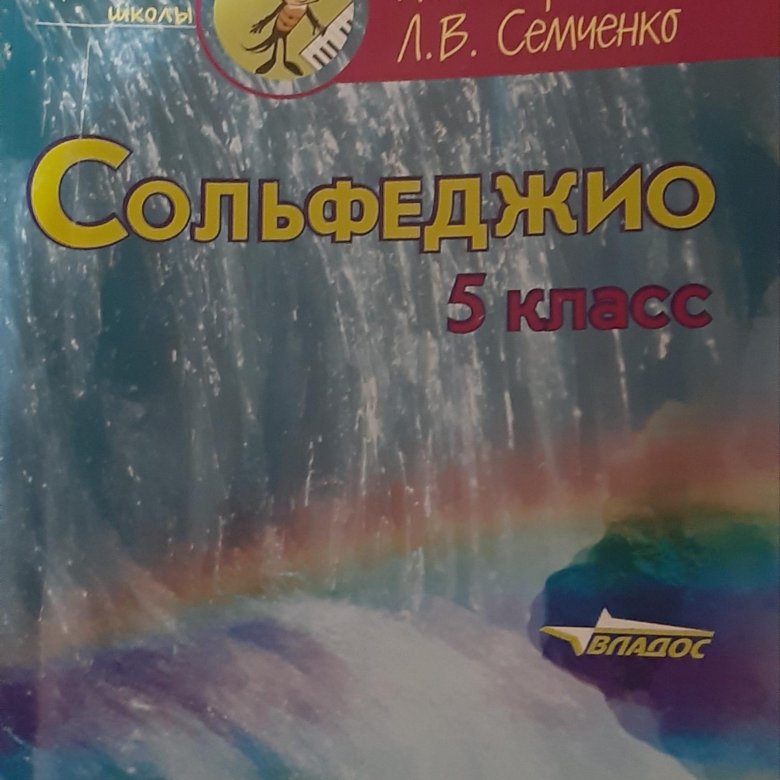 школы
Л.В. Семченко
Сольфеджио
5 класс
ВЛАДОС